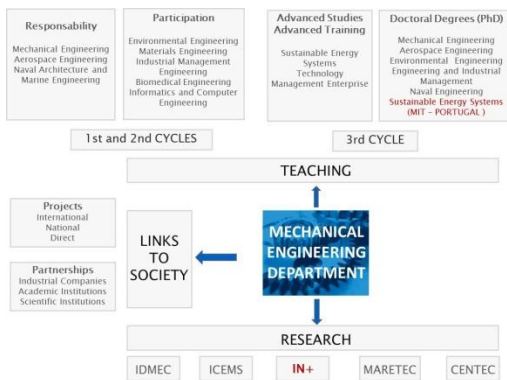 Responsability
Mechanical Engineering
Aerospace Engineering
Naval Architecture and
Marine Engineering
Participation
Environmental Engineering
Materials Engineering
Industrial Management
Engineering
Biomedical Engineering
Informatics and Computer
Engineering
Advanced Studies
Advanced Training
Sustainable Energy
Systems
Technology
Management Enterprise
Doctoral Degrees (PhD)
Mechanical Engineering
Aerospace Engineering
Environmental Engineering
Engineering and Industrial
Management
Naval Engineering
Sustainable Energy Systems
(MIT – PORTUGAL )
1st and 2nd CYCLES
3rd CYCLE
TEACHING
Projects
International
National
Direct
Partnerships
Industrial Companies
Academic Institutions
Scientific Institutions
LINKS
TO
SOCIETY
MECHANICAL
ENGINEERING
DEPARTMENT
RESEARCH
IDMEC
ICEMS
IN+
MARETEC
CENTEC